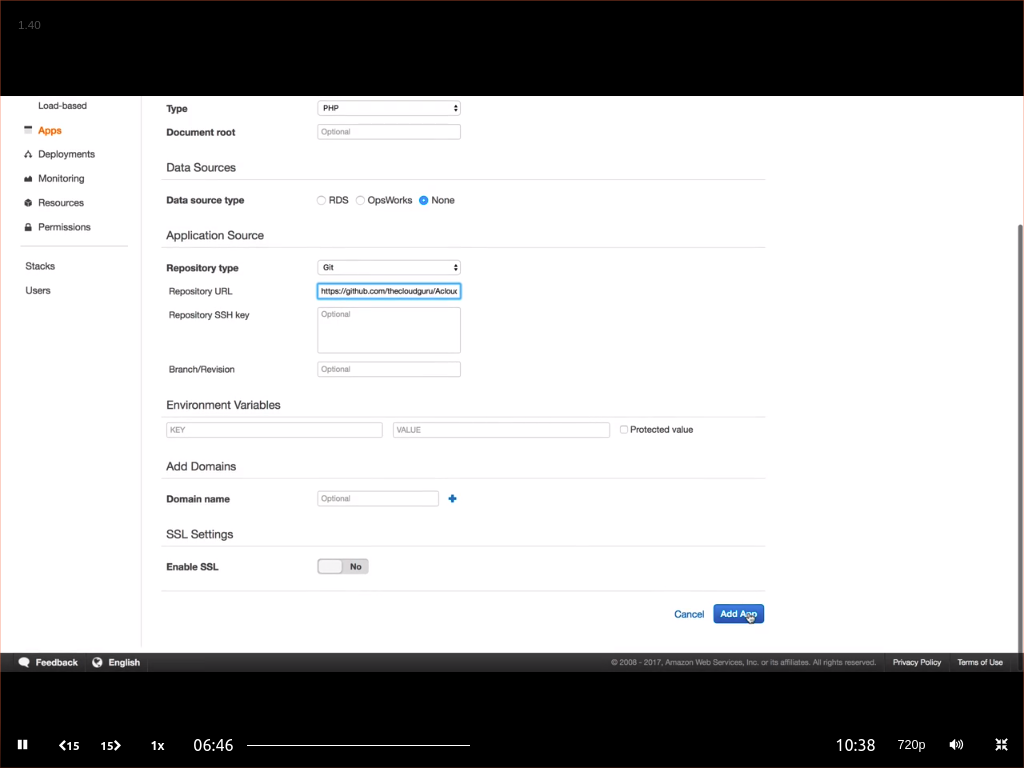 1.40
Load-based
Type PHP
Apps
Document root Optional
Deployments
Data Sources
Monitoring
Resources Data source type RDS OpsWorks None
Permissions
Application Source
Stacks Repository type Git
Users Repository URL https://github.com/thecloudguru/Aclou
Repository SSH key Optional
Branch/Revision Optional
Environment Variables
KEY VALUE Protected value
Add Domains
Domain name Optional
SSL Settings
Enable SSL No
Cancel Add App
Feedback English © 2008 - 2017, Amazon Web Services, Inc. or its affiliates. All rights reserved. Privacy Policy Terms of Use
15 15 1x 06:46 10:38 720p